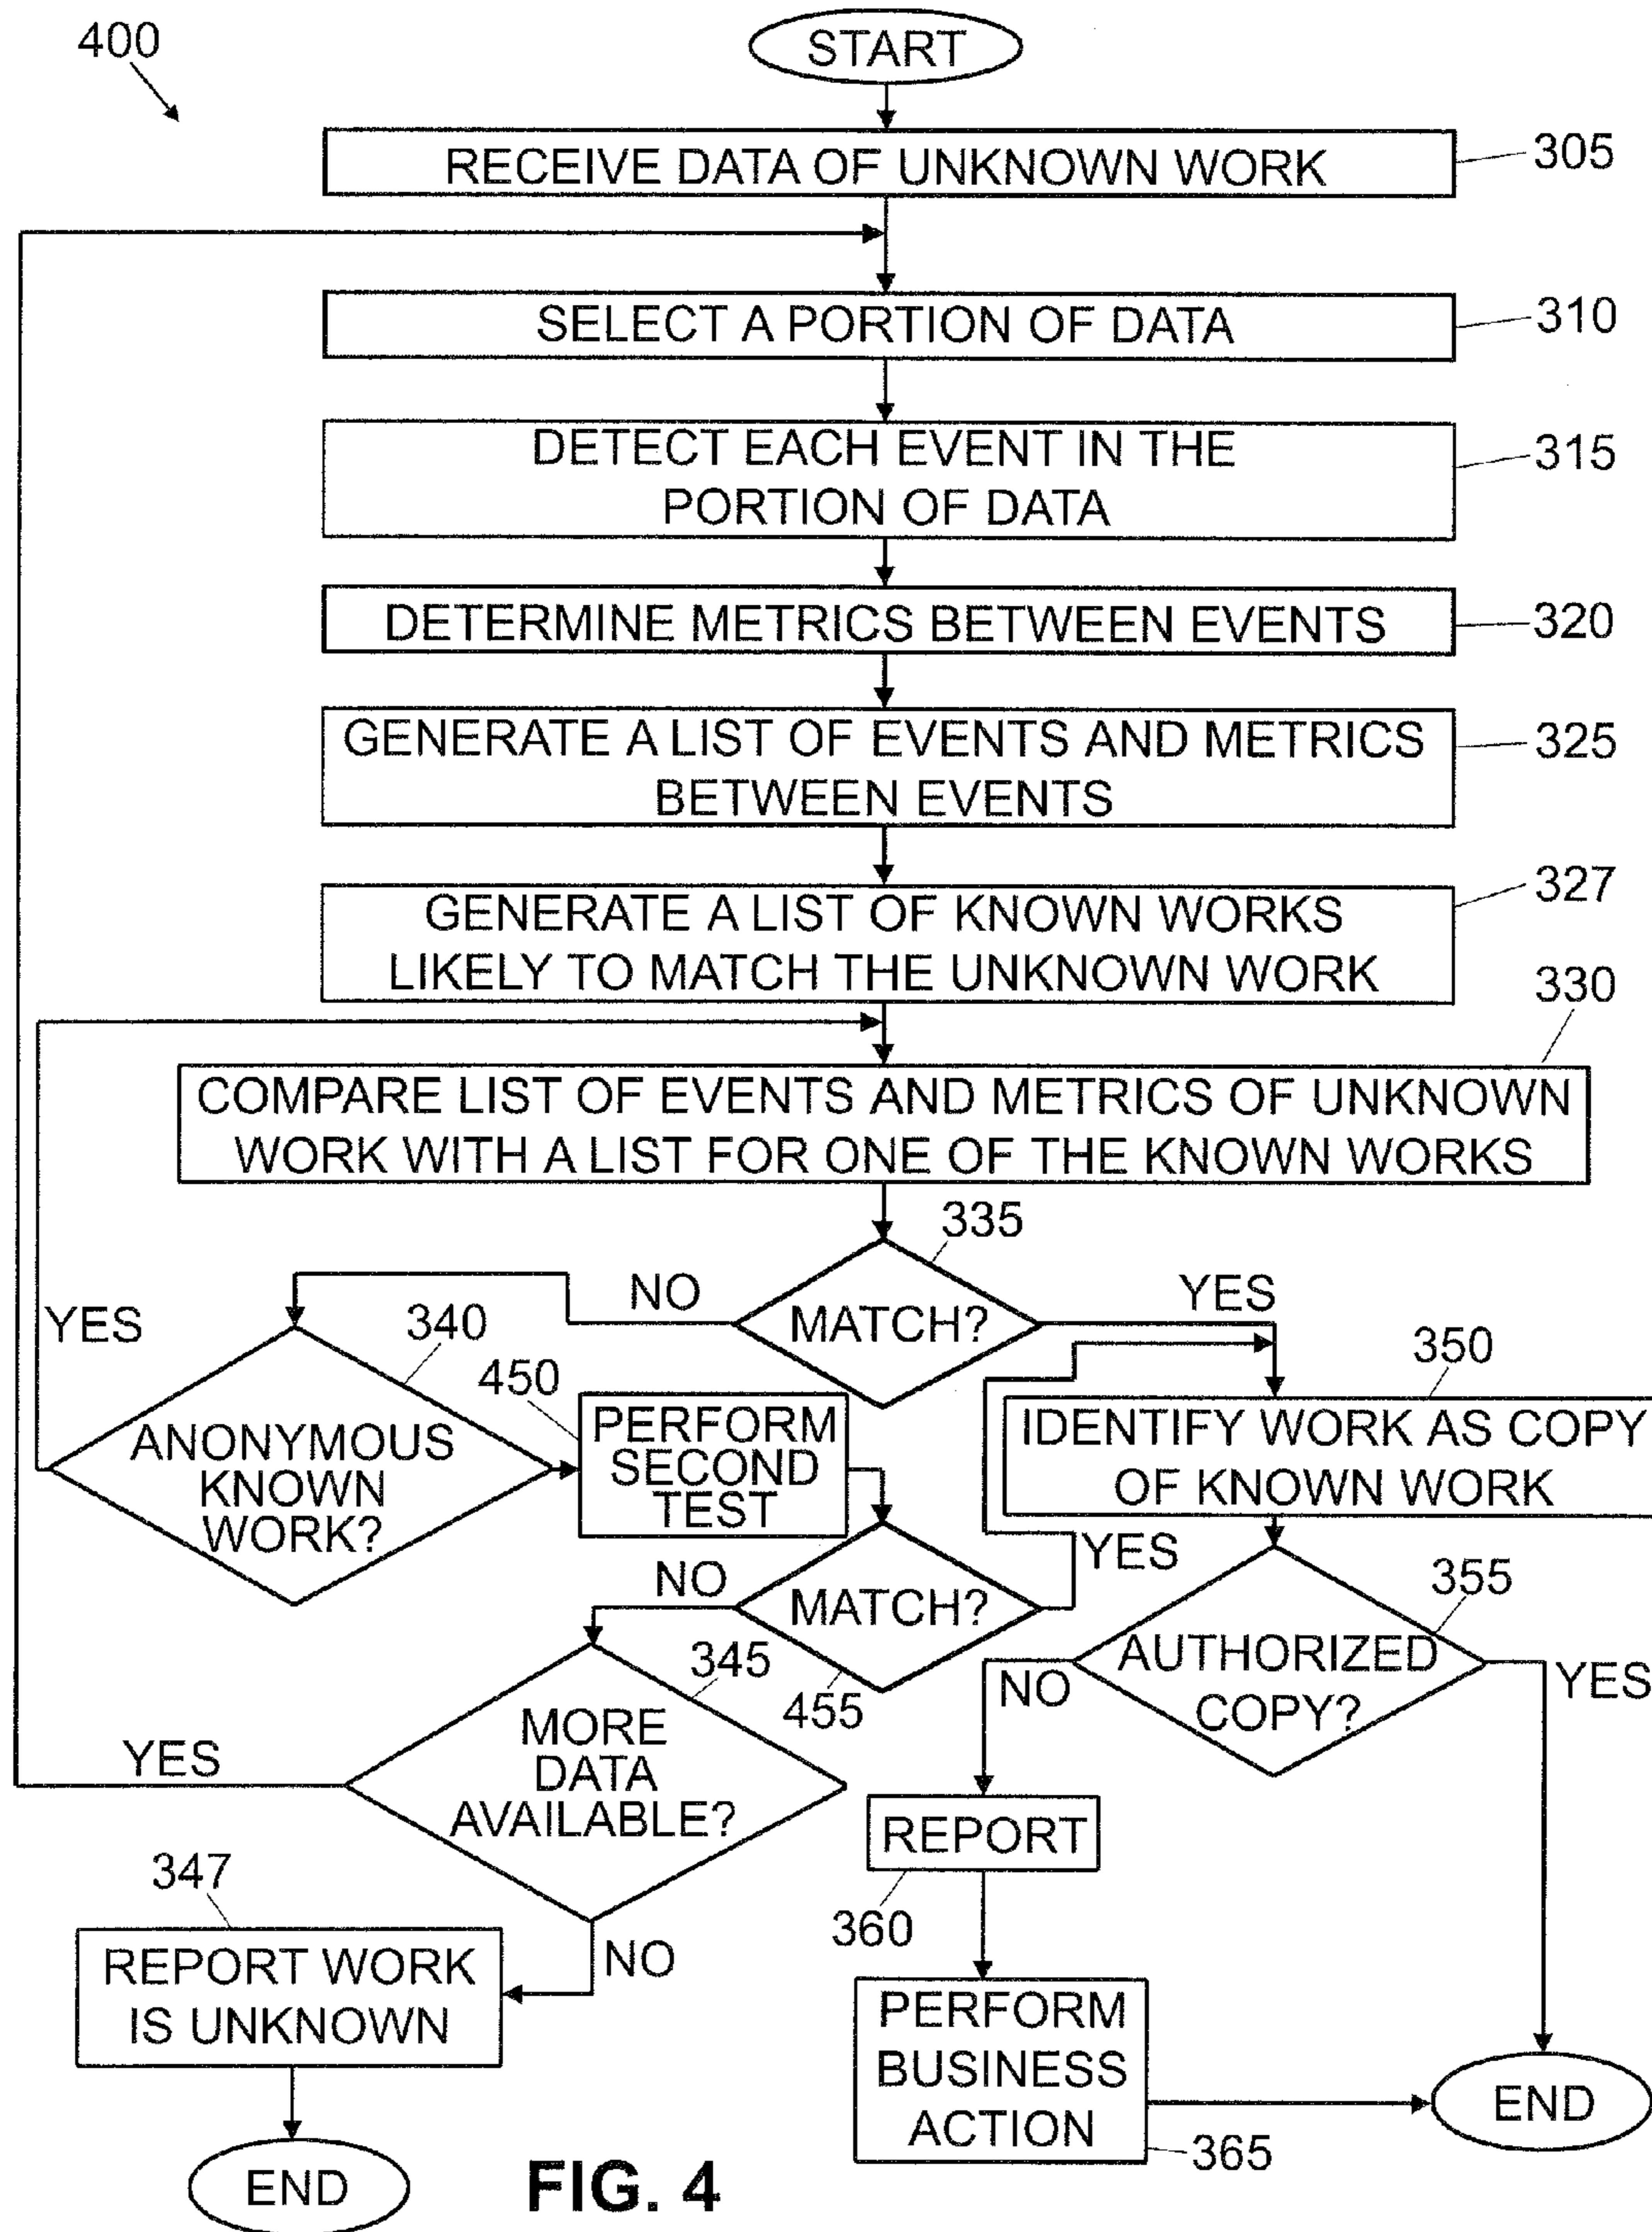 400
START
RECEIVE DATA OF UNKNOWN WORK
305
SELECT A PORTION OF DATA
310
DETECT EACH EVENT IN THE
PORTION OF DATA
315
DETERMINE METRICS BETWEEN EVENTS
320
GENERATE A LIST OF EVENTS AND METRICS
BETWEEN EVENTS
325
GENERATE A LIST OF KNOWN WORKS
LIKELY TO MATCH THE UNKNOWN WORK
327
330
COMPARE LIST OF EVENTS AND METRICS OF UNKNOWN
WORK WITH A LIST FOR ONE OF THE KNOWN WORKS
335
MATCH?
NO
YES
YES
340
ANONYMOUS
KNOWN
WORK?
450
PERFORM
SECOND
TEST
350
IDENTIFY WORK AS COPY
OF KNOWN WORK
MATCH?
455
NO
YES
355
AUTHORIZED
COPY?
NO
YES
345
MORE
DATA
AVAILABLE?
YES
NO
REPORT
360
347
REPORT WORK
IS UNKNOWN
PERFORM
BUSINESS
ACTION
365
END
END
FIG. 4